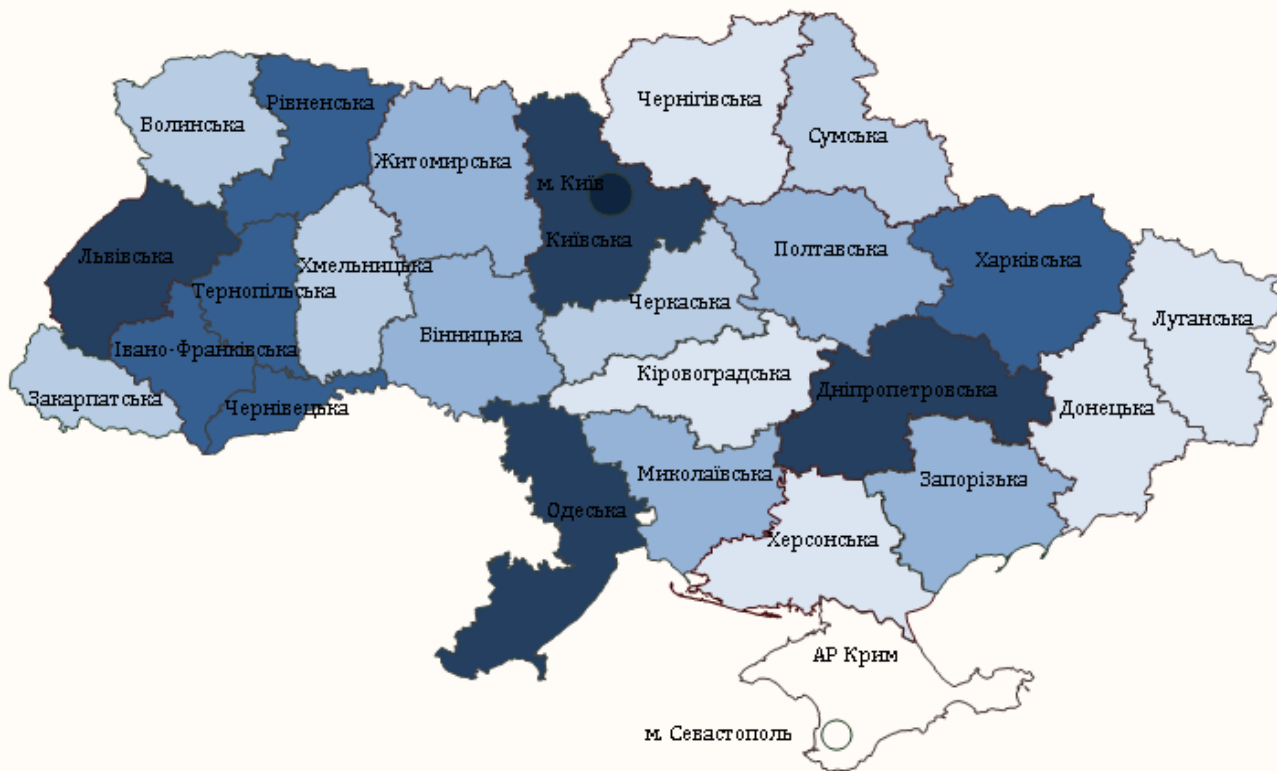 Чернігівська
Рівненська
Волинська
Сумська
Житомирська
м. Київ
Київська
Львівська
Полтавська
Харківська
Хмельницька
Тернопільська
Черкаська
Луганська
Вінницька
Івано-Франківська
Кіровоградська
Дніпропетровська
Закарпатська
Чернівецька
Донецька
Миколаївська
Запорізька
Одеська
Херсонська
АР Крим
м. Севастополь